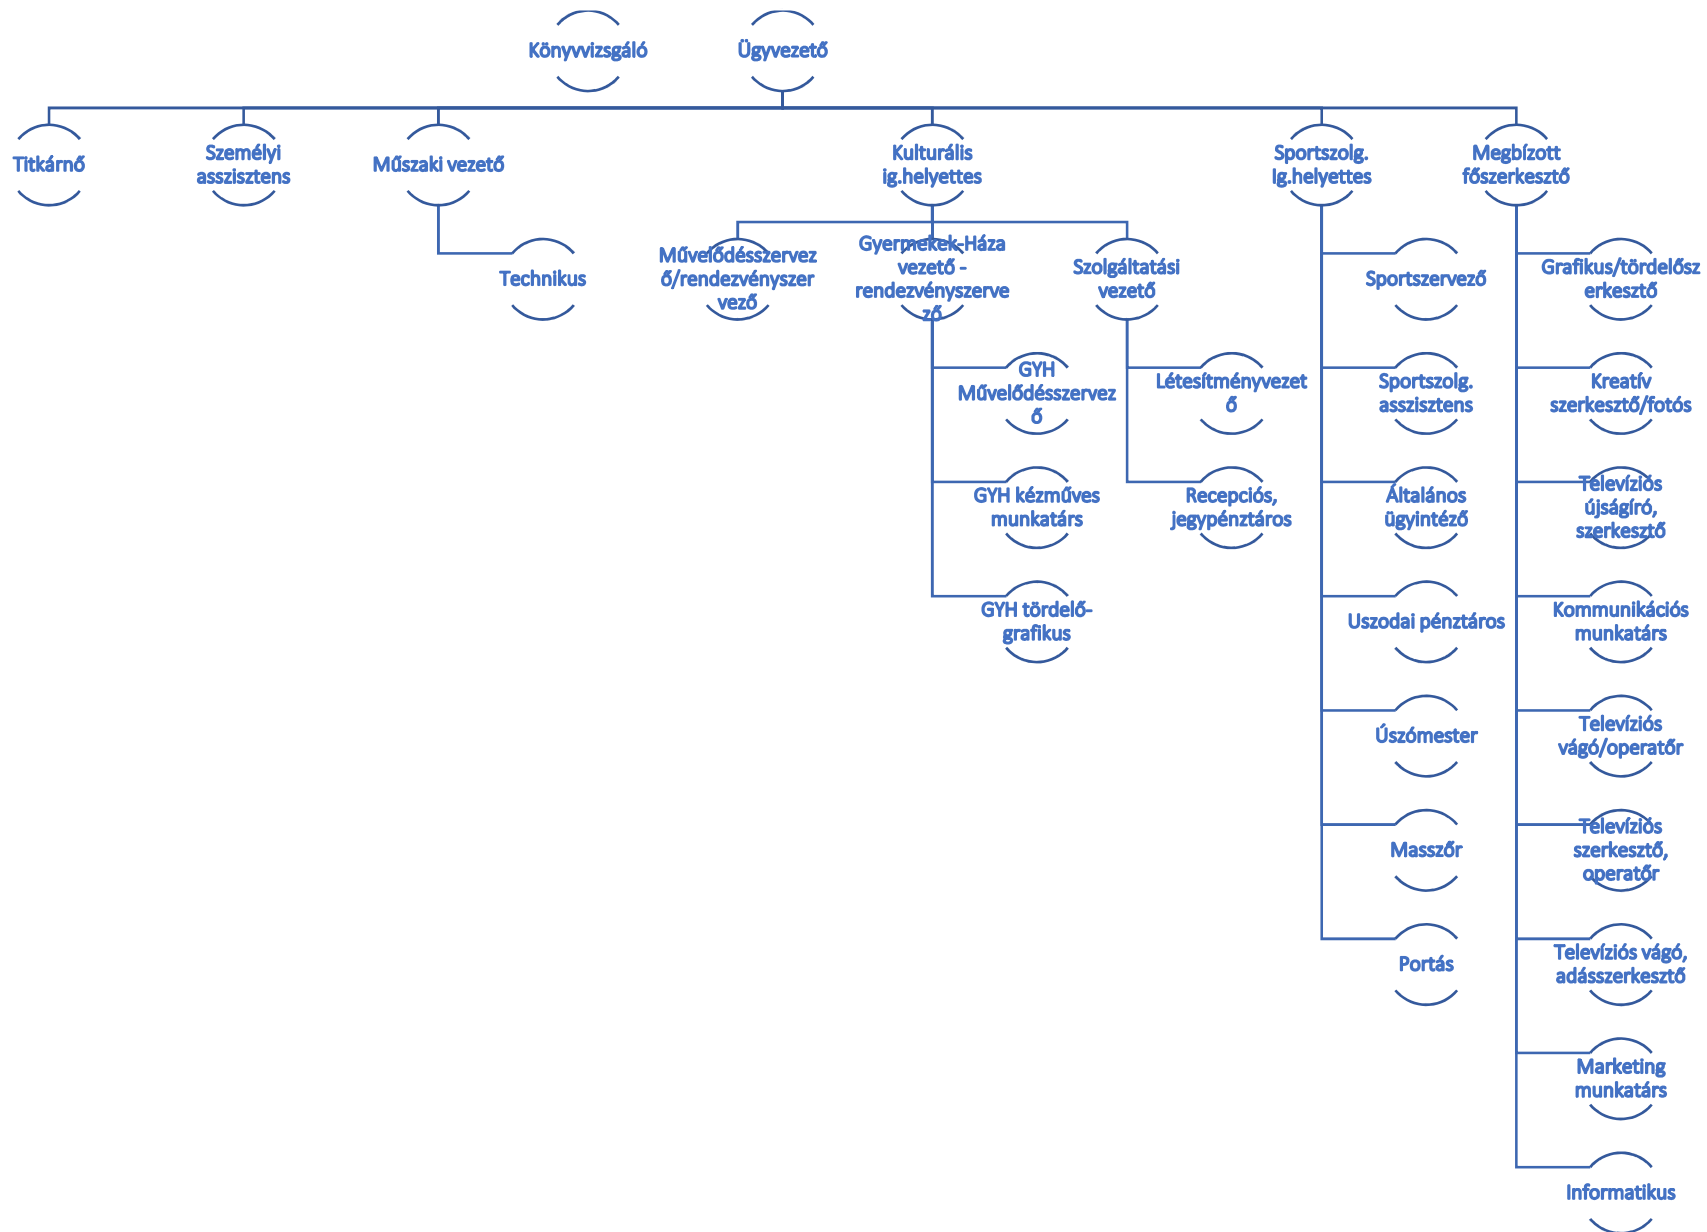 Könyvvizsgáló
Ügyvezető
Titkárnő
Személyi
asszisztens
Műszaki vezető
Kulturális
ig.helyettes
Sportszolg.
Ig.helyettes
Megbízott
főszerkesztő
Technikus
Művelődésszervez
ő/rendezvényszer
vező
Gyermekek-Háza
vezető -
rendezvényszerve
ző
Szolgáltatási
vezető
GYH
Művelődésszervez
ő
GYH kézműves
munkatárs
GYH tördelő-
grafikus
Létesítményvezet
ő
Recepciós,
jegypénztáros
Sportszervező
Sportszolg.
asszisztens
Általános
ügyintéző
Uszodai pénztáros
Úszómester
Masszőr
Portás
Grafikus/tördelősz
erkesztő
Kreatív
szerkesztő/fotós
Televíziós
újságíró,
szerkesztő
Kommunikációs
munkatárs
Televíziós
vágó/operatőr
Televíziós
szerkesztő,
operatőr
Televíziós vágó,
adásszerkesztő
Marketing
munkatárs
Informatikus